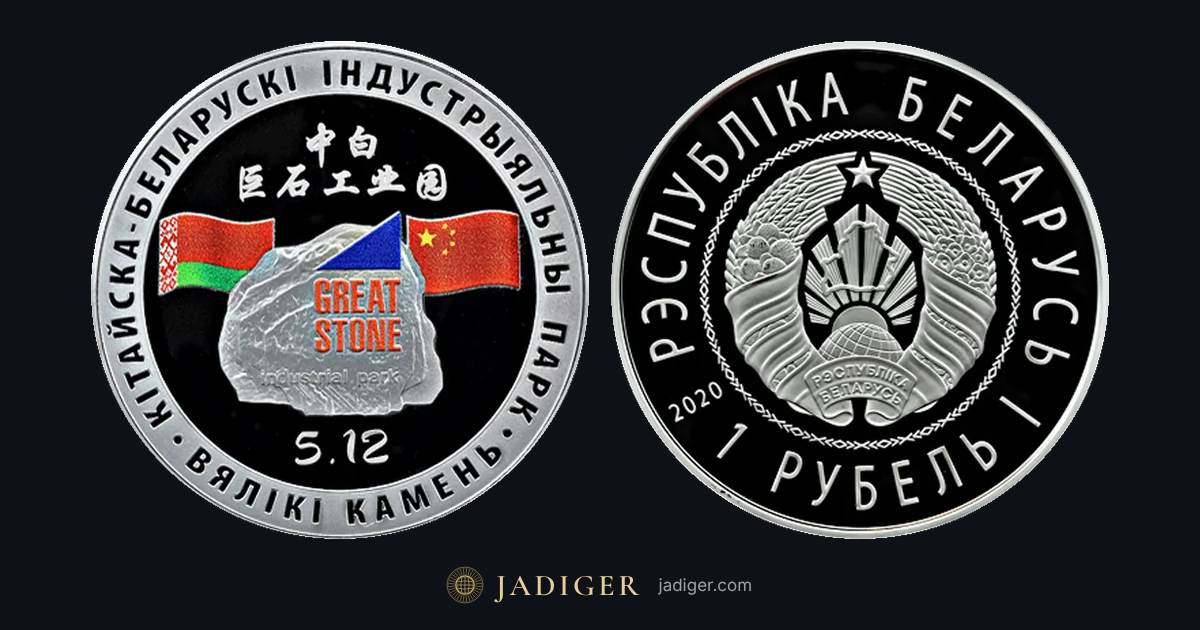 КІТАЙСКА-БЕЛАРУСКІ ІНДУСТРЫЯЛЬНЫ ПАРК
• ВЯЛІКІ КАМЕНЬ •
中白
巨石工业园
GREAT
STONE
industrial park
5.12
РЭСПУБЛІКА БЕЛАРУСЬ
РЭСПУБЛІКА
БЕЛАРУСЬ
2020
1 РУБЕЛЬ
JADIGER
jadiger.com